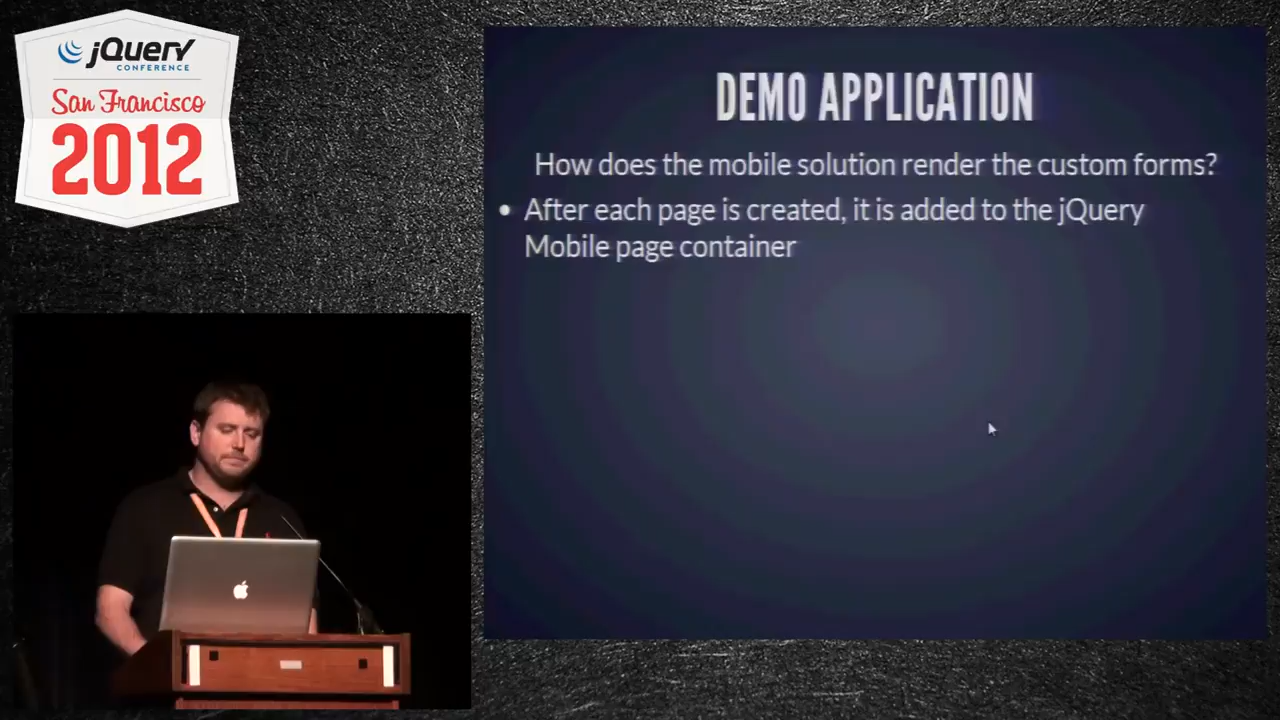 jQuery
CONFERENCE
San Francisco
2012
DEMO APPLICATION
How does the mobile solution render the custom forms?
• After each page is created, it is added to the jQuery
Mobile page container